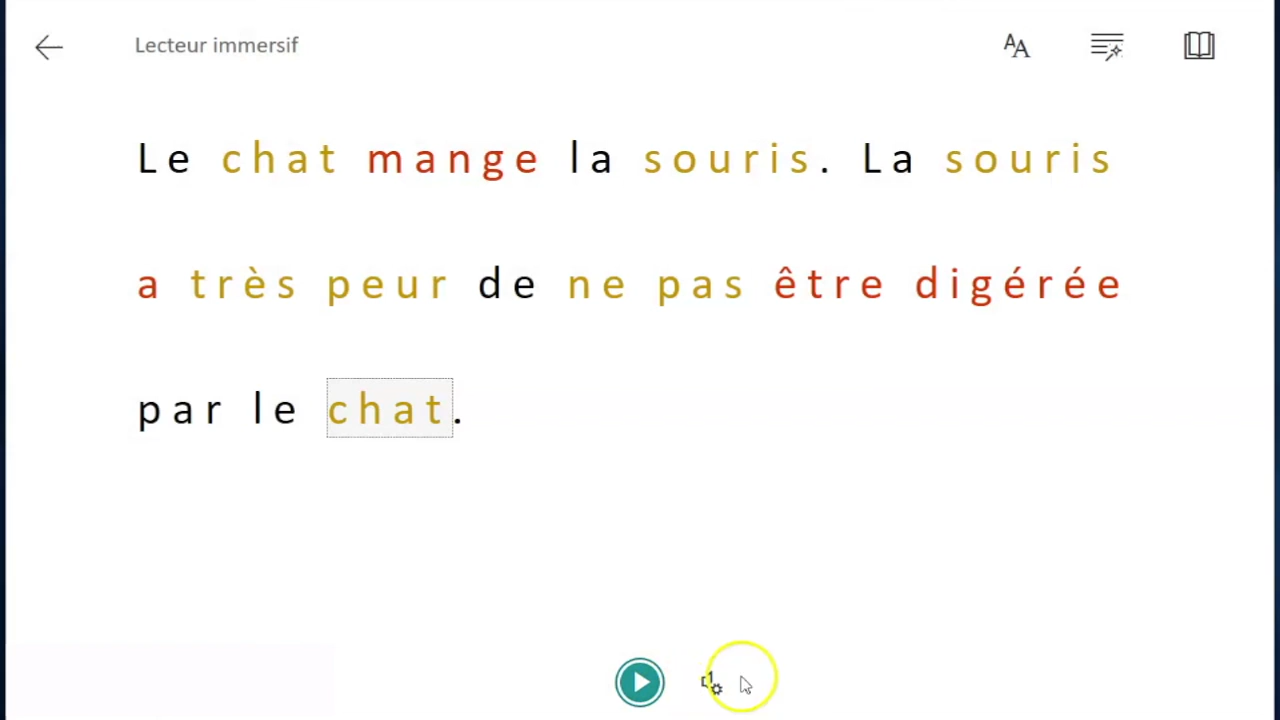 Lecteur immersif
Le chat mange la souris. La souris
a très peur de ne pas être digérée
par le chat.